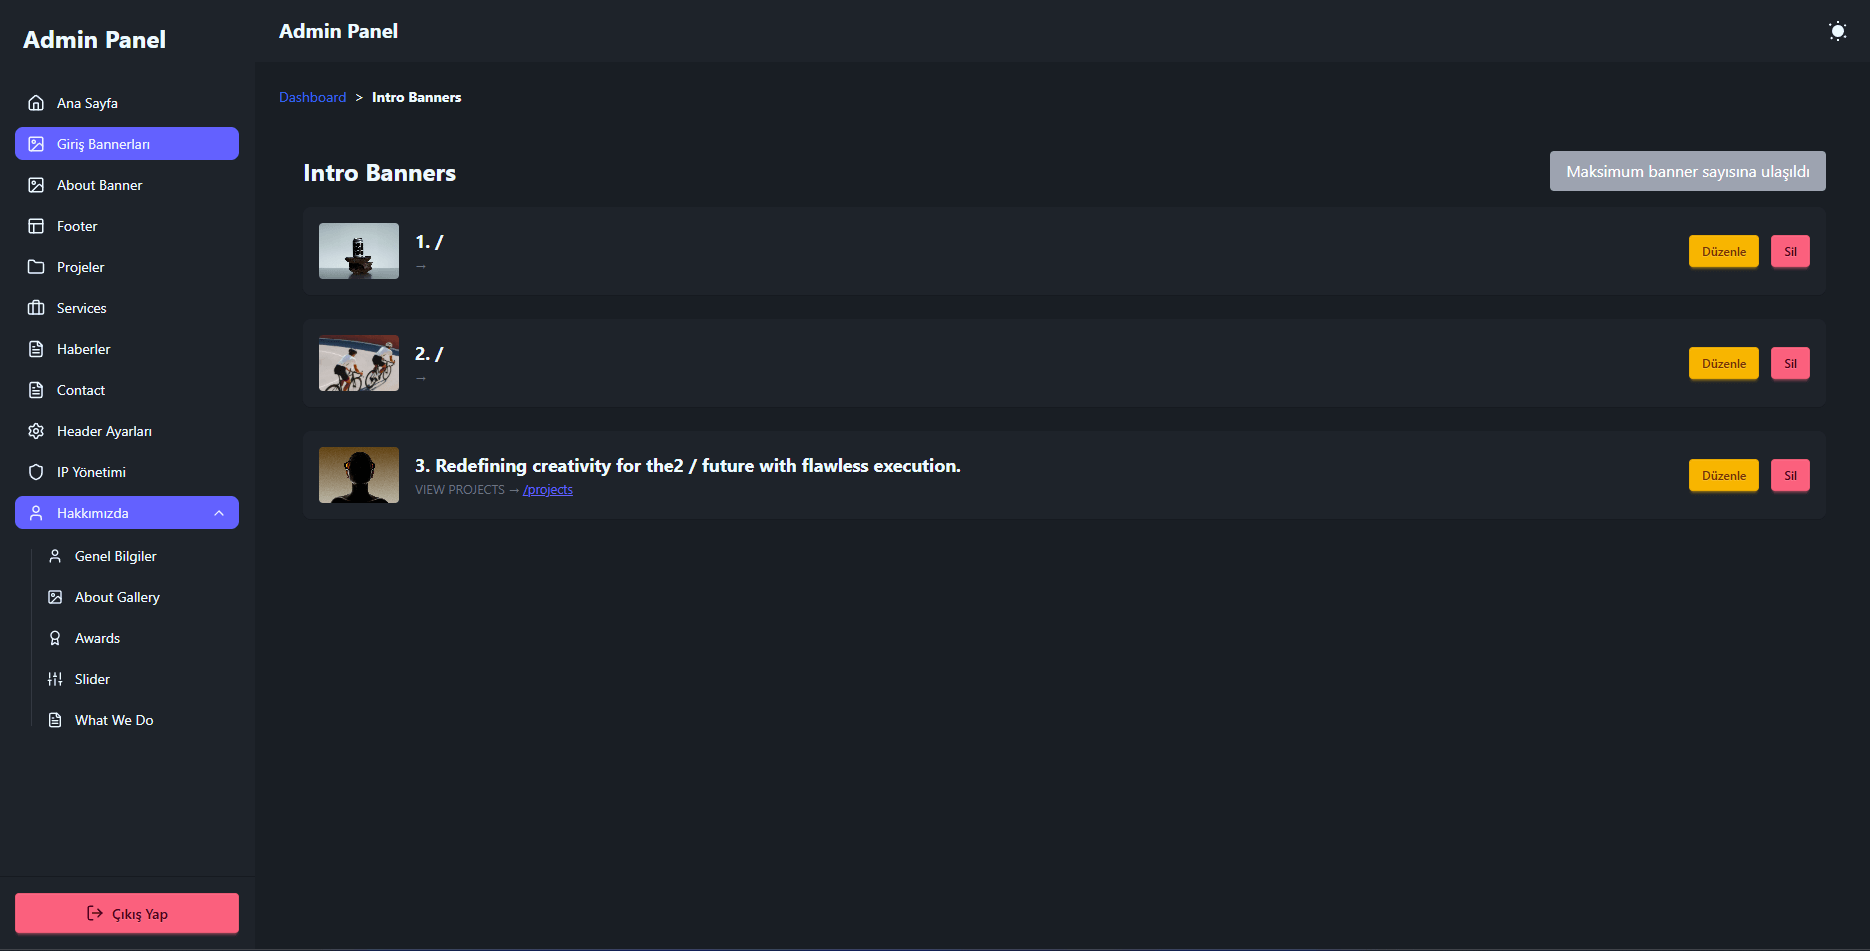 Admin Panel
Ana Sayfa
Giriş Bannerları
About Banner
Footer
Projeler
Services
Haberler
Contact
Header Ayarları
IP Yönetimi
Hakkımızda
Genel Bilgiler
About Gallery
Awards
Slider
What We Do
Çıkış Yap
Admin Panel
Dashboard > Intro Banners
Intro Banners
Maksimum banner sayısına ulaşıldı
1. /
→
Düzenle
Sil
2. /
→
Düzenle
Sil
3. Redefining creativity for the2 / future with flawless execution.
VIEW PROJECTS → /projects
Düzenle
Sil